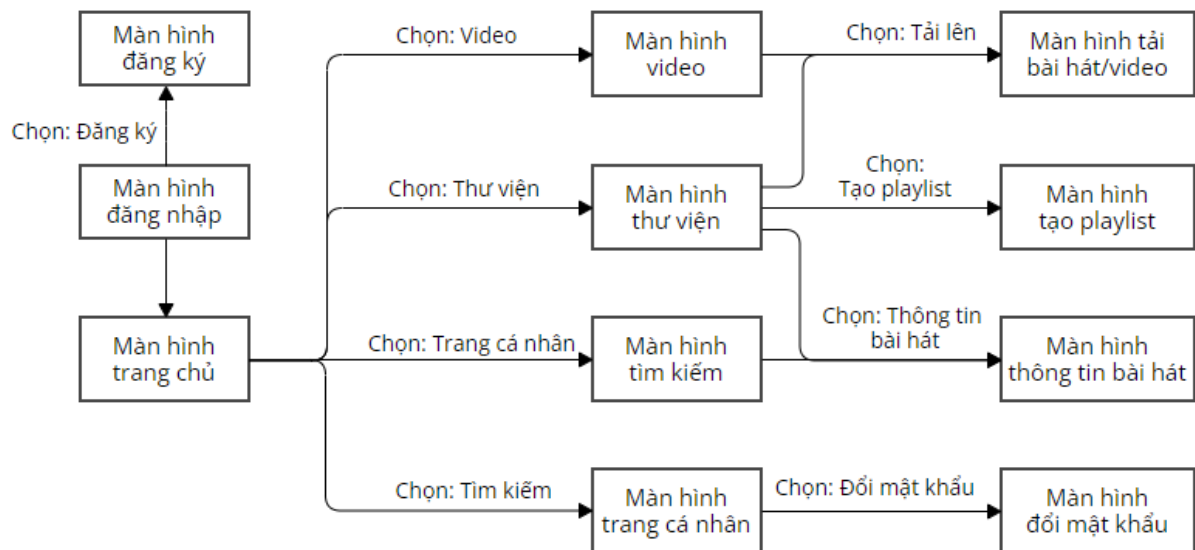 Màn hình
đăng ký
Chọn: Video
Màn hình
video
Chọn: Tải lên
Màn hình tải
bài hát/video
Chọn: Đăng ký
Màn hình
đăng nhập
Chọn: Thư viện
Màn hình
thư viện
Chọn:
Tạo playlist
Màn hình
tạo playlist
Màn hình
trang chủ
Chọn: Trang cá nhân
Màn hình
tìm kiếm
Chọn: Thông tin
bài hát
Màn hình
thông tin bài hát
Chọn: Tìm kiếm
Màn hình
trang cá nhân
Chọn: Đổi mật khẩu
Màn hình
đổi mật khẩu